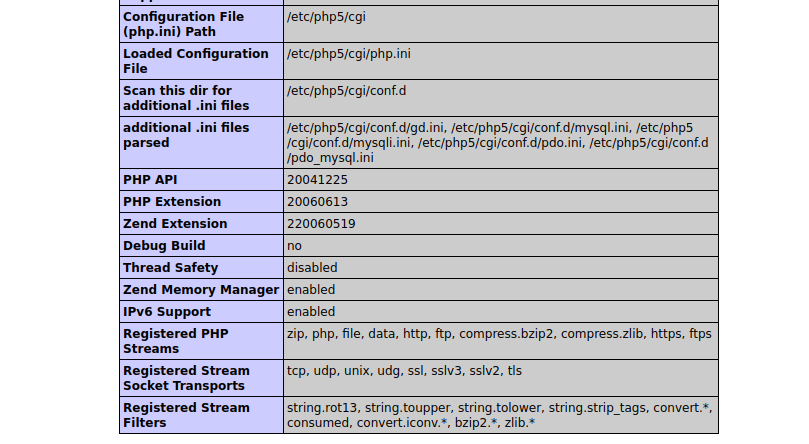 Configuration File /etc/php5/cgi
(php.ini) Path
Loaded Configuration /etc/php5/cgi/php.ini
File
Scan this dir for /etc/php5/cgi/conf.d
additional .ini files
additional .ini files /etc/php5/cgi/conf.d/gd.ini, /etc/php5/cgi/conf.d/mysql.ini, /etc/php5
parsed /cgi/conf.d/mysqli.ini, /etc/php5/cgi/conf.d/pdo.ini, /etc/php5/cgi/conf.d
/pdo_mysql.ini
PHP API 20041225
PHP Extension 20060613
Zend Extension 220060519
Debug Build no
Thread Safety disabled
Zend Memory Manager enabled
IPv6 Support enabled
Registered PHP zip, php, file, data, http, ftp, compress.bzip2, compress.zlib, https, ftps
Streams
Registered Stream tcp, udp, unix, udg, ssl, sslv3, sslv2, tls
Socket Transports
Registered Stream string.rot13, string.toupper, string.tolower, string.strip_tags, convert.*,
Filters consumed, convert.iconv.*, bzip2.*, zlib.*